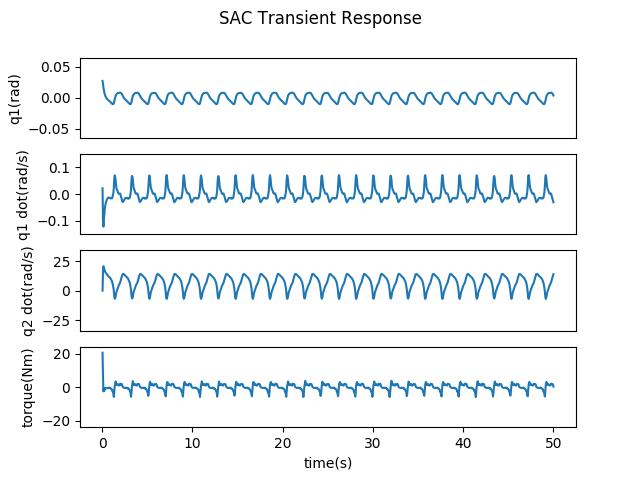 SAC Transient Response
q1(rad)
0.05
0.00
−0.05
q1 dot(rad/s)
0.1
0.0
−0.1
q2 dot(rad/s)
25
0
−25
torque(Nm)
20
0
−20
0 10 20 30 40 50
time(s)